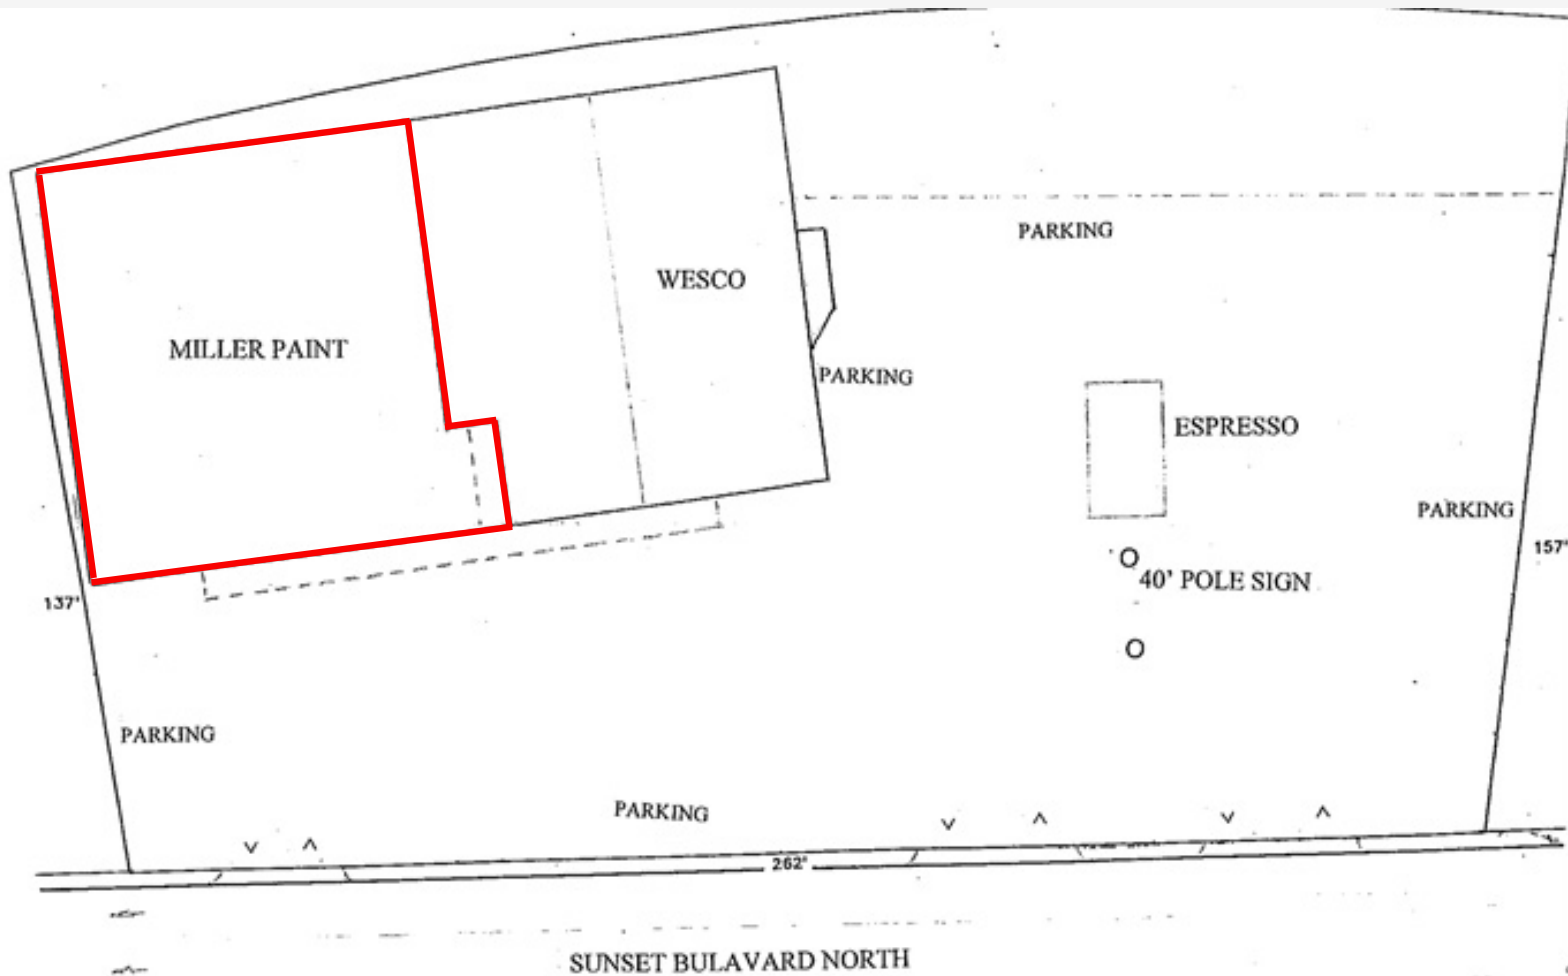 PARKING
WESCO
MILLER PAINT
PARKING
ESPRESSO
PARKING
157'
40' POLE SIGN
137'
PARKING
PARKING
262'
SUNSET BULAVARD NORTH